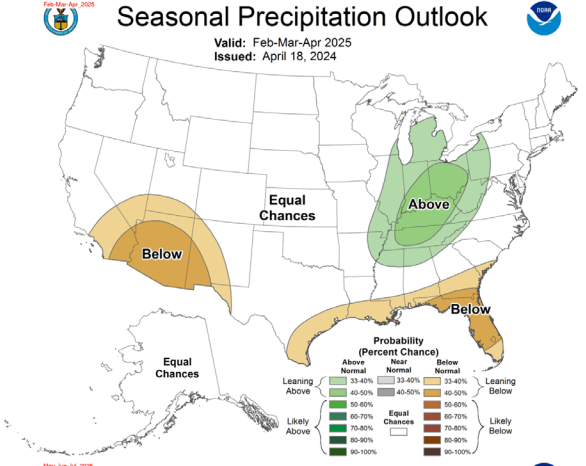 Feb-Mar-Apr_2025
Seasonal Precipitation Outlook
Valid: Feb-Mar-Apr 2025
Issued: April 18, 2024
NOAA
Equal
Chances
Above
Below
Below
Equal
Chances
Probability
(Percent Chance)
Above
Normal
Near
Normal
Below
Normal
Leaning
Above
33-40%
33-40%
33-40%
Leaning
Below
40-50%
40-50%
40-50%
Likely
Above
50-60%
60-70%
70-80%
80-90%
90-100%
Equal
Chances
50-60%
60-70%
70-80%
80-90%
90-100%
Likely
Below